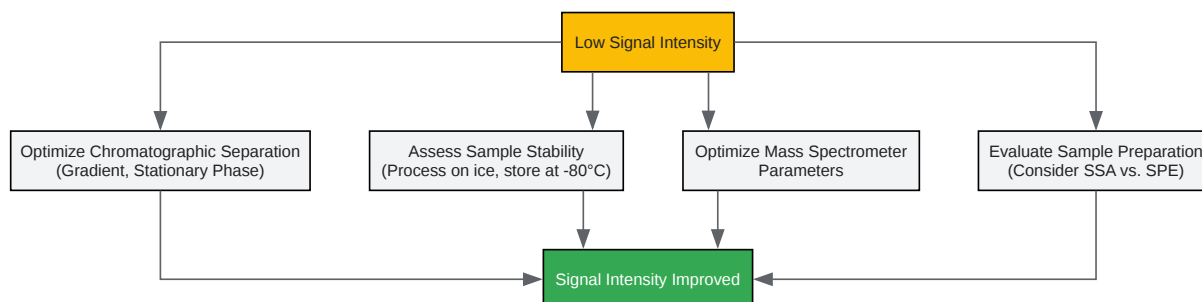 Low Signal Intensity
Optimize Chromatographic Separation
(Gradient, Stationary Phase)
Assess Sample Stability
(Process on ice, store at -80°C)
Optimize Mass Spectrometer
Parameters
Evaluate Sample Preparation
(Consider SSA vs. SPE)
Signal Intensity Improved